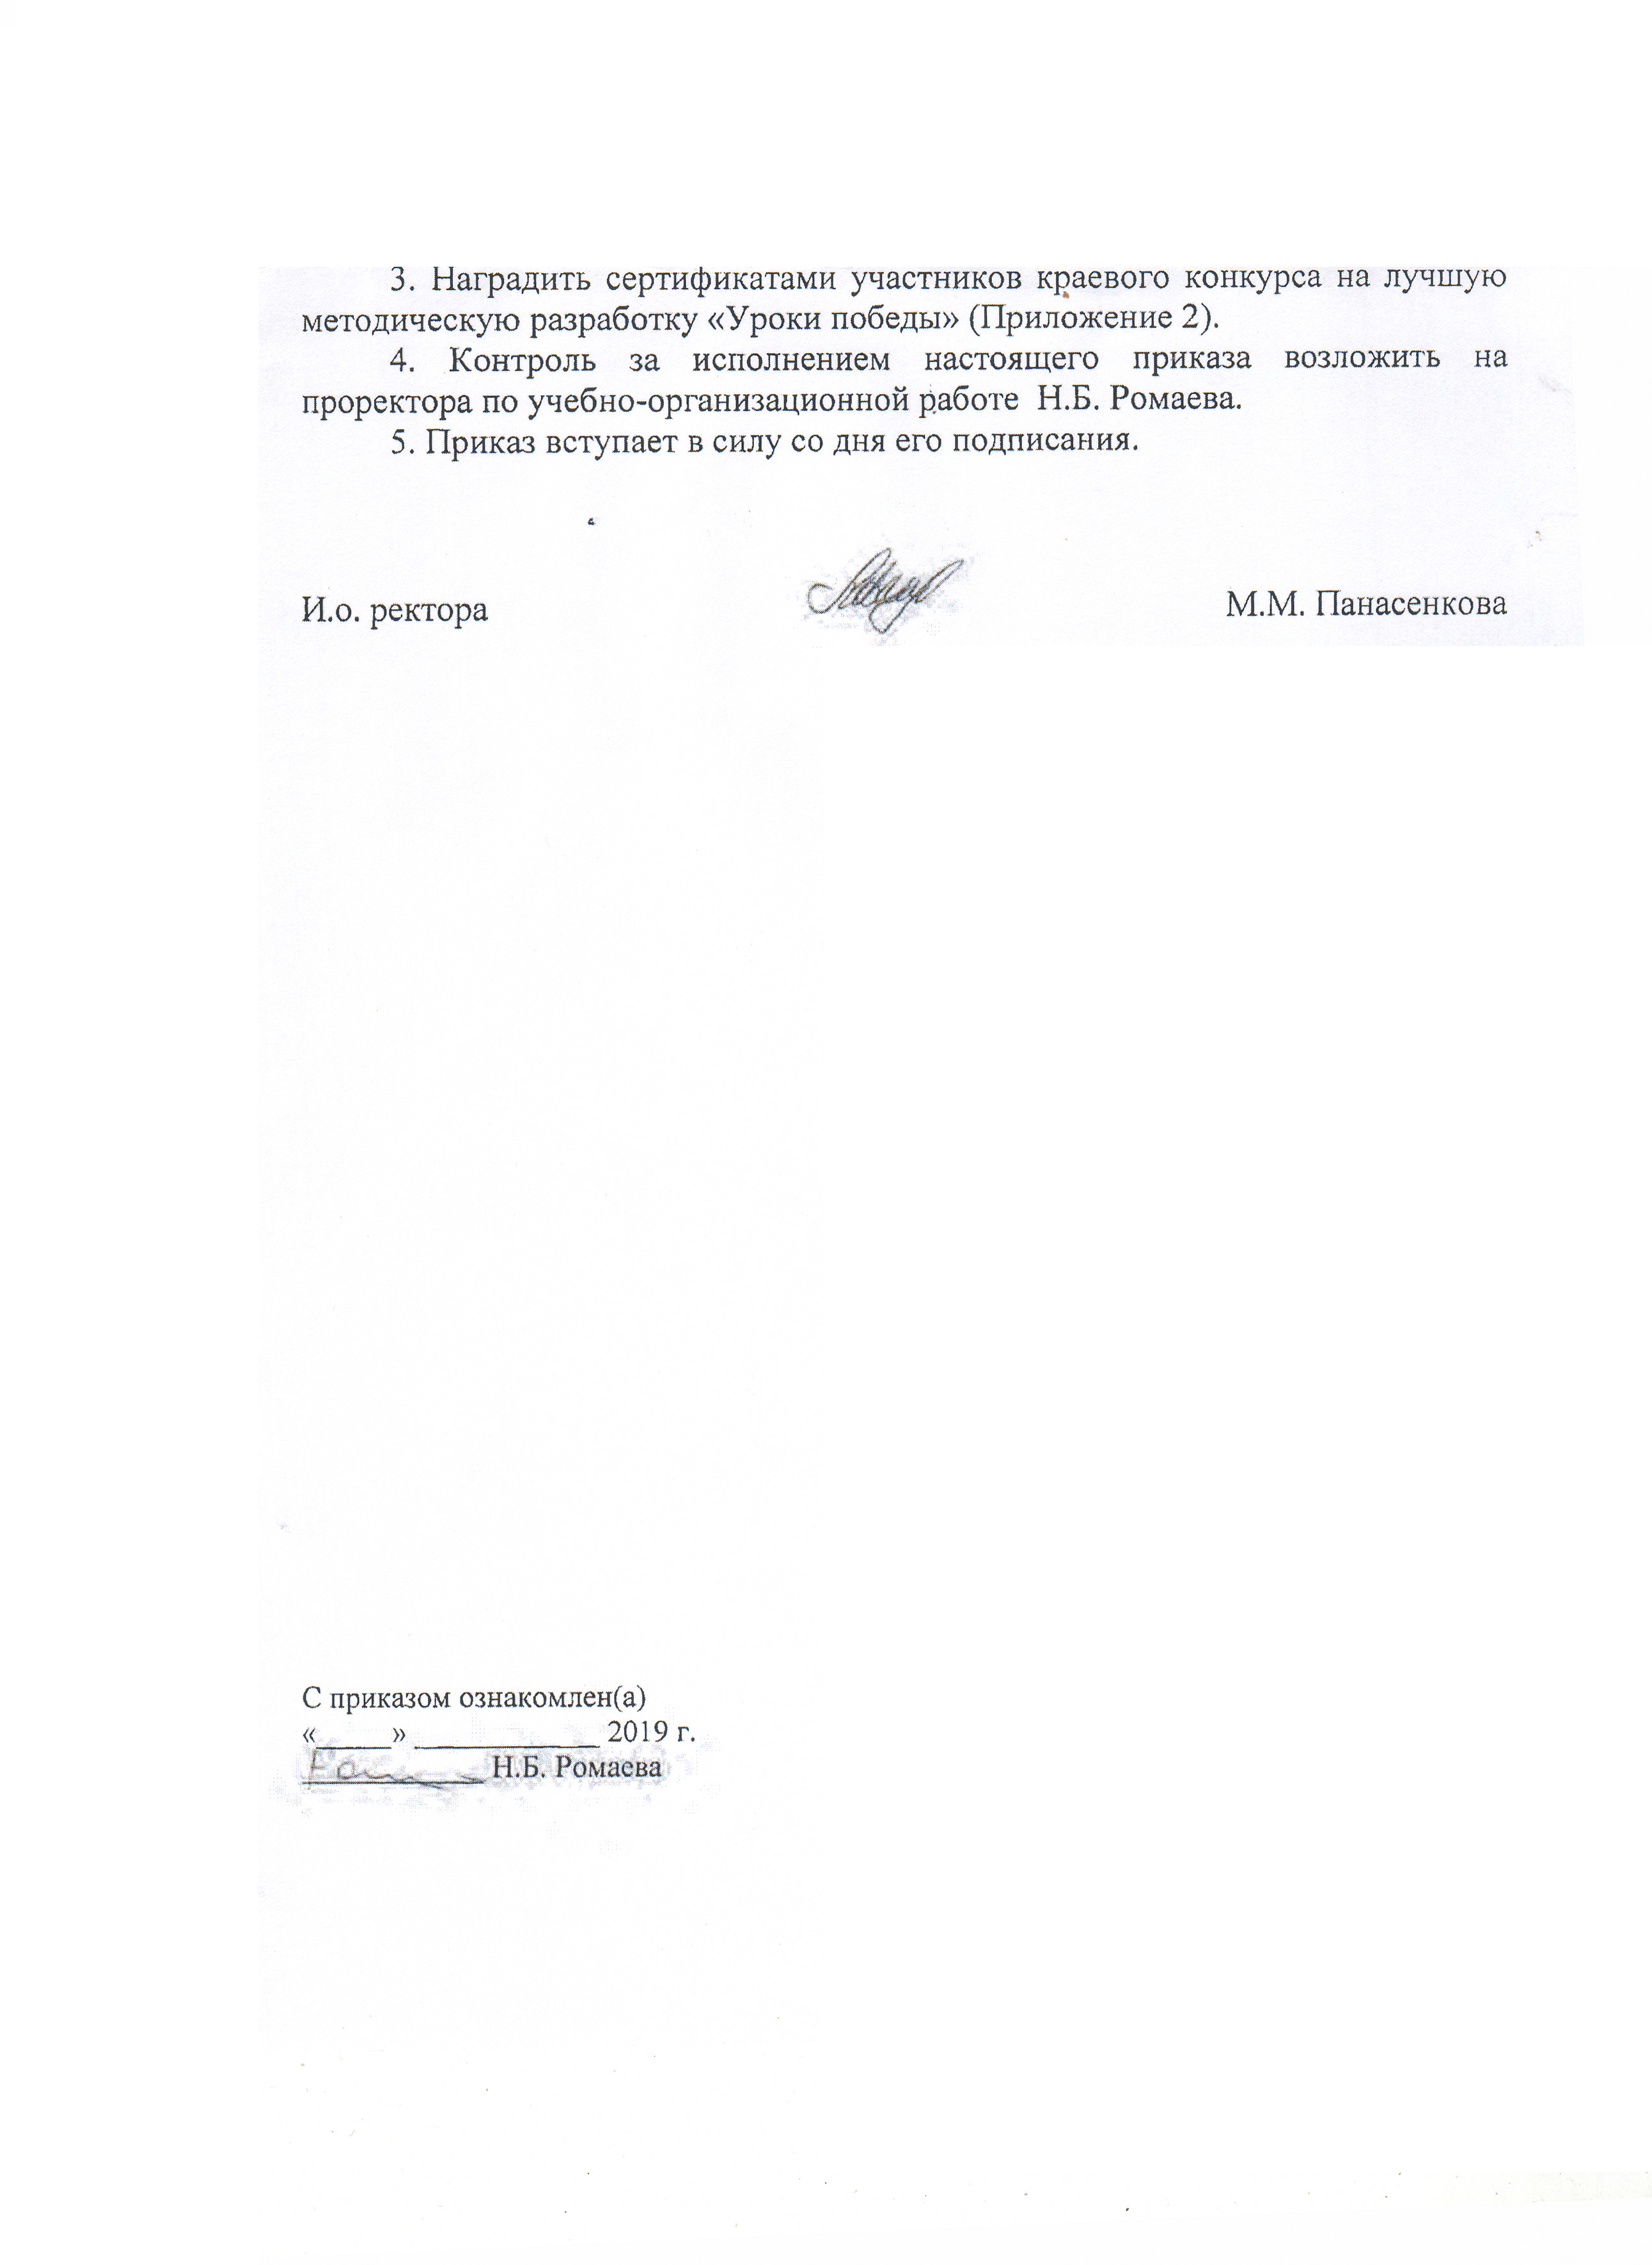 3. Наградить сертификатами участников краевого конкурса на лучшую
методическую разработку «Уроки победы» (Приложение 2).
4. Контроль за исполнением настоящего приказа возложить на
проректора по учебно-организационной работе Н.Б. Ромаева.
5. Приказ вступает в силу со дня его подписания.
И.о. ректора М.М. Панасенкова
С приказом ознакомлен(а)
«_____» ____________ 2019 г.
____________ Н.Б. Ромаева